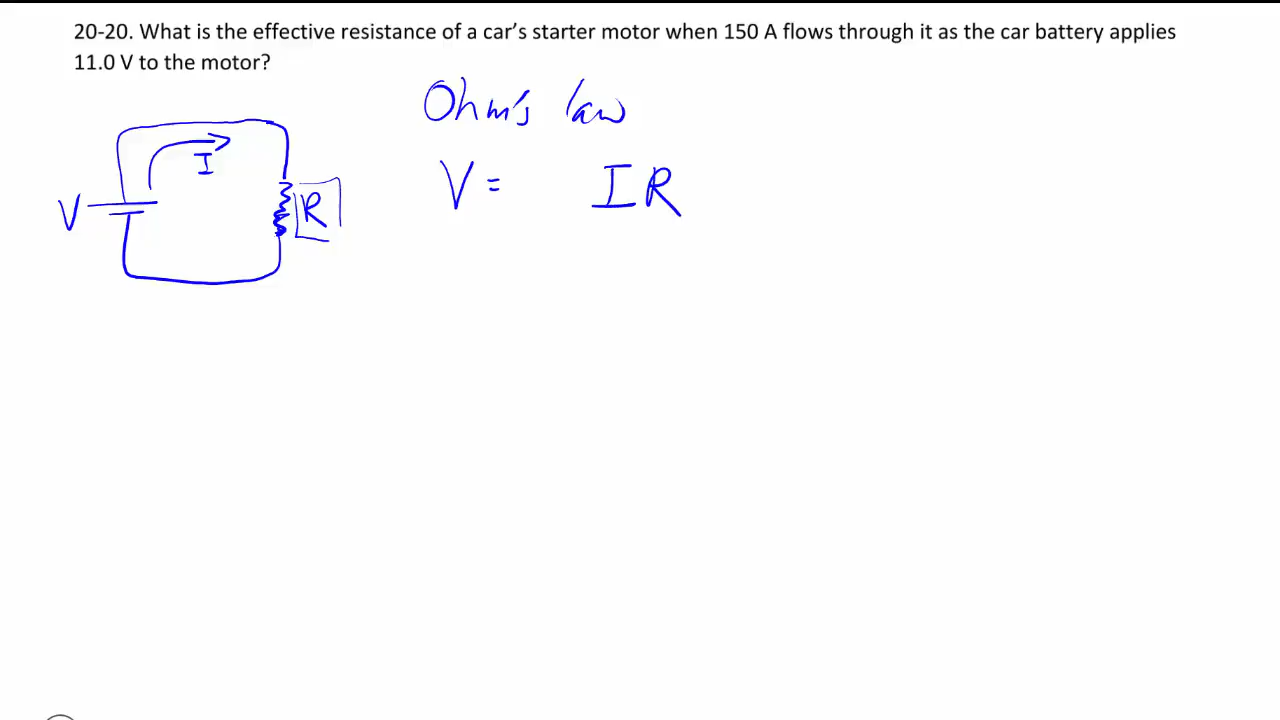 20-20. What is the effective resistance of a car’s starter motor when 150 A flows through it as the car battery applies
11.0 V to the motor?
Ohm's law
I
V = I R
V
R